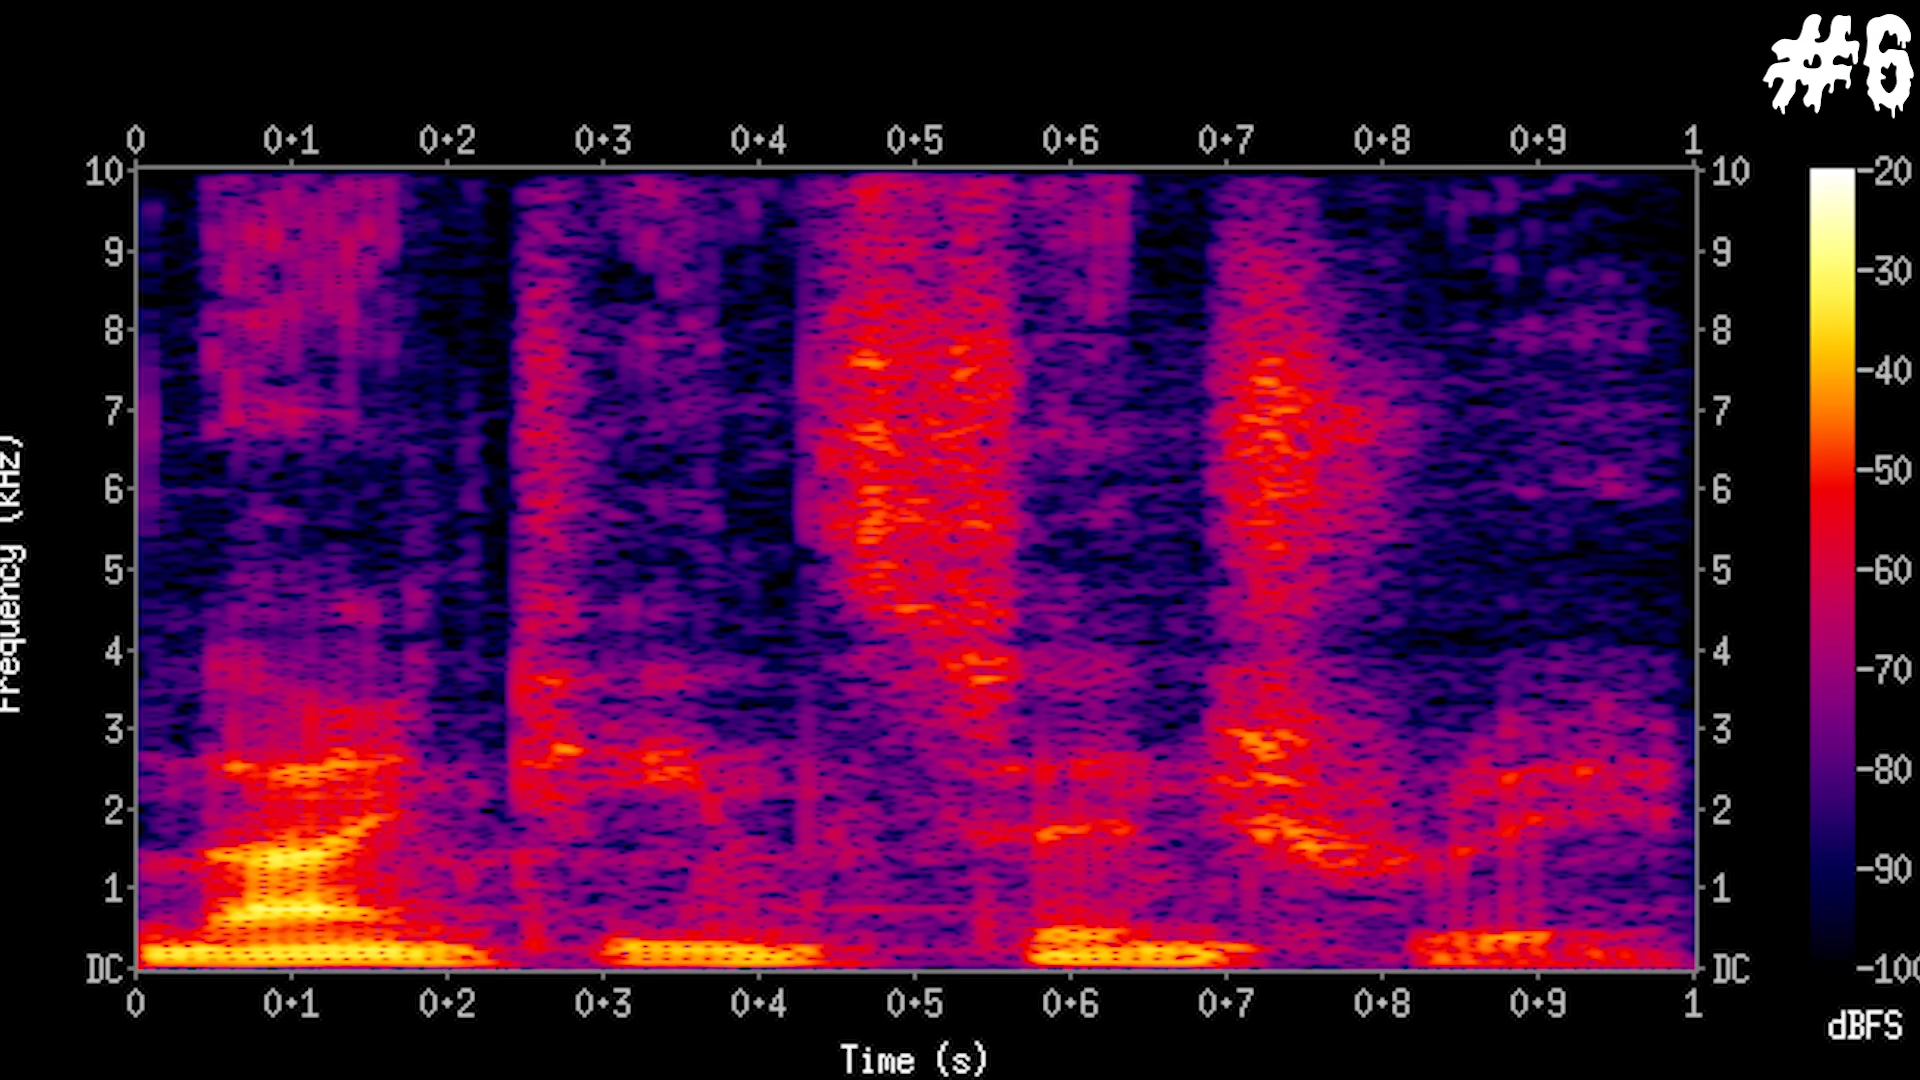 #6
0 0.1 0.2 0.3 0.4 0.5 0.6 0.7 0.8 0.9 1
10 10 -20
9 9
-30
8 8
-40
7 7
-50
6 6
5 5 -60
4 4
-70
3 3
-80
2 2
-90
1 1
DC DC -100
0 0.1 0.2 0.3 0.4 0.5 0.6 0.7 0.8 0.9 1
dBFS
Time (s)
Frequency (kHz)